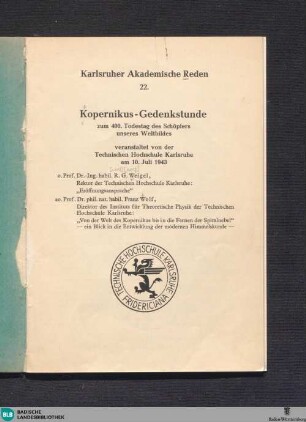 Karlsruher Akademische Reden
22.
Kopernikus-Gedenkstunde
zum 400. Todestag des Schöpfers
unseres Weltbildes
veranstaltet von der
Technischen Hochschule Karlsruhe
am 10. Juli 1943
o. Prof. Dr.-Ing. habil. R. G. Weigel,
Rektor der Technischen Hochschule Karlsruhe:
„Eröffnungsansprache“
ao. Prof. Dr. phil. nat. habil. Franz Wolf,
Direktor des Instituts für Theoretische Physik der Technischen
Hochschule Karlsruhe:
„Von der Welt des Kopernikus bis in die Fernen der Spiralnebel“
— ein Blick in die Entwicklung der modernen Himmelskunde —
TECHNISCHE HOCHSCHULE KARLSRUHE
FRIDERICIANA
BLB BADISCHE
LANDESBIBLIOTHEK
Baden-Württemberg